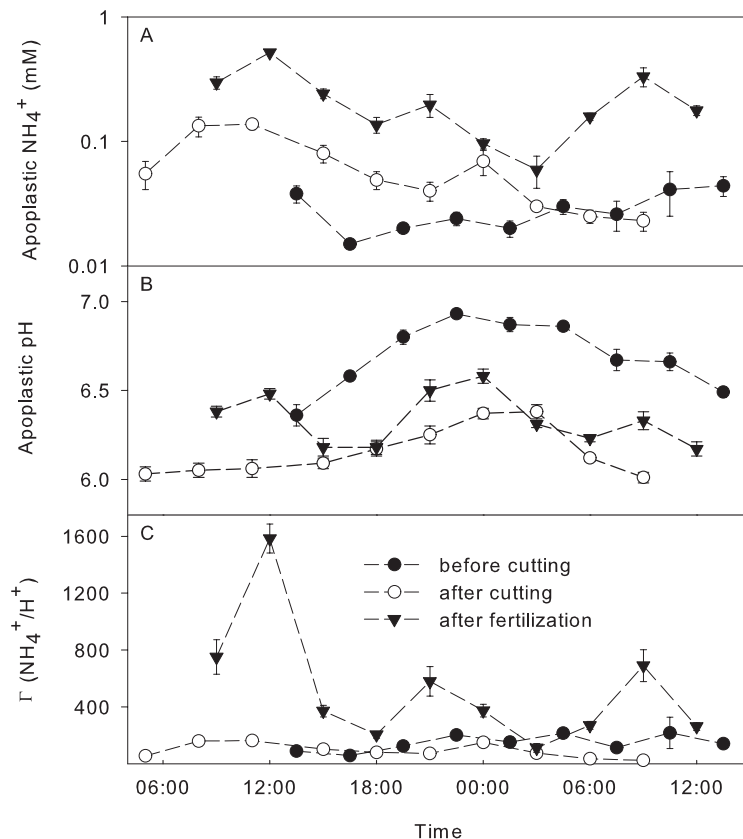 A
Apoplastic NH₄⁺ (mM)
1
0.1
0.01
B
Apoplastic pH
7.0
6.5
6.0
C
Γ (NH₄⁺/H⁺)
1600
1200
800
400
before cutting
after cutting
after fertilization
06:00 12:00 18:00 00:00 06:00 12:00
Time